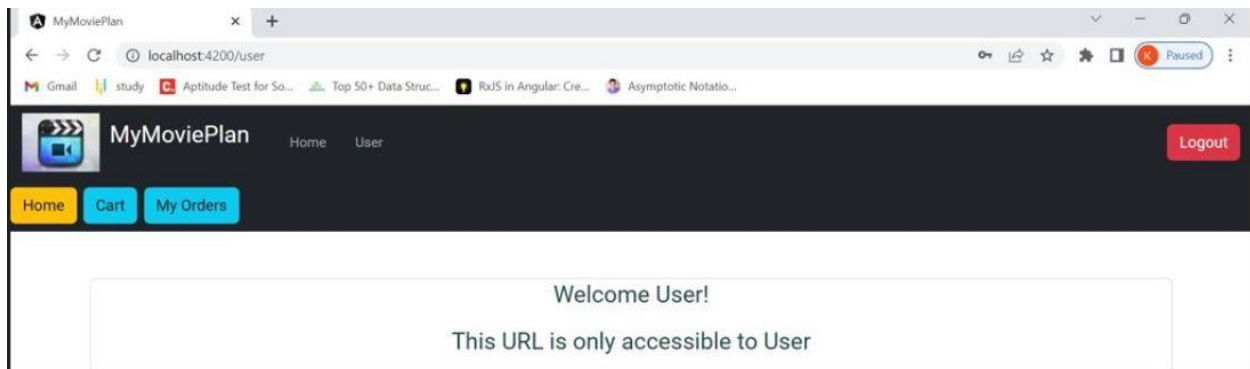 MyMoviePlan
localhost:4200/user
K Paused
Gmail study Aptitude Test for So... Top 50+ Data Struc... RxJS in Angular: Cre... Asymptotic Notatio...
MyMoviePlan Home User Logout
Home Cart My Orders
Welcome User!
This URL is only accessible to User